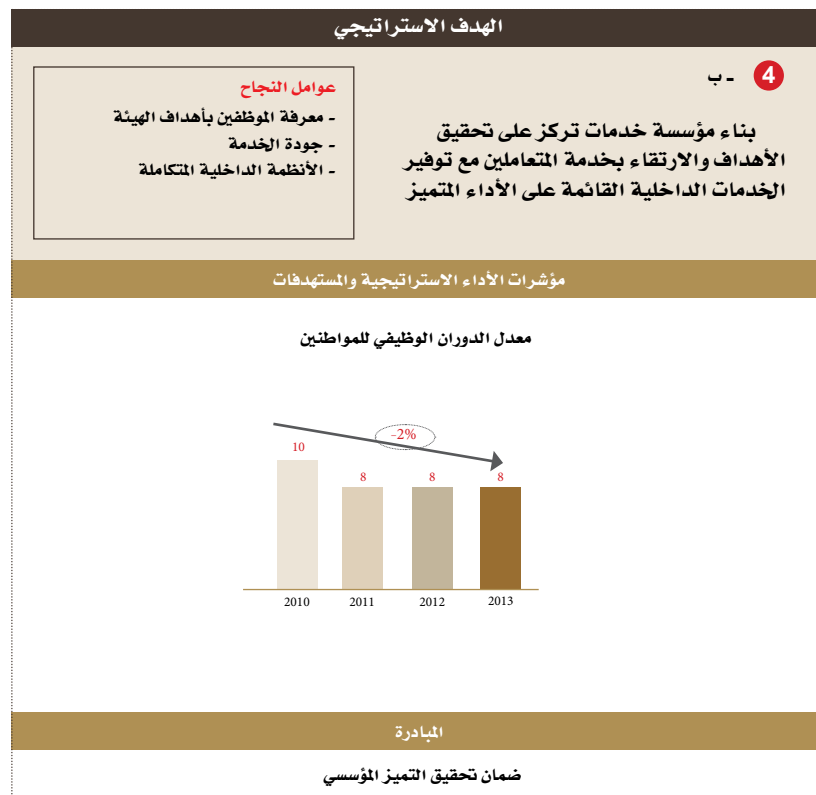 الهدف الاستراتيجي
4 - ب
بناء مؤسسة خدمات تركز على تحقيق
الأهداف والارتقاء بخدمة المتعاملين مع توفير
الخدمات الداخلية القائمة على الأداء المتميز
عوامل النجاح
- معرفة الموظفين بأهداف الهيئة
- جودة الخدمة
- الأنظمة الداخلية المتكاملة
مؤشرات الأداء الاستراتيجية والمستهدفات
معدل الدوران الوظيفي للمواطنين
-2%
10
8
8
8
2010
2011
2012
2013
المبادرة
ضمان تحقيق التميز المؤسسي